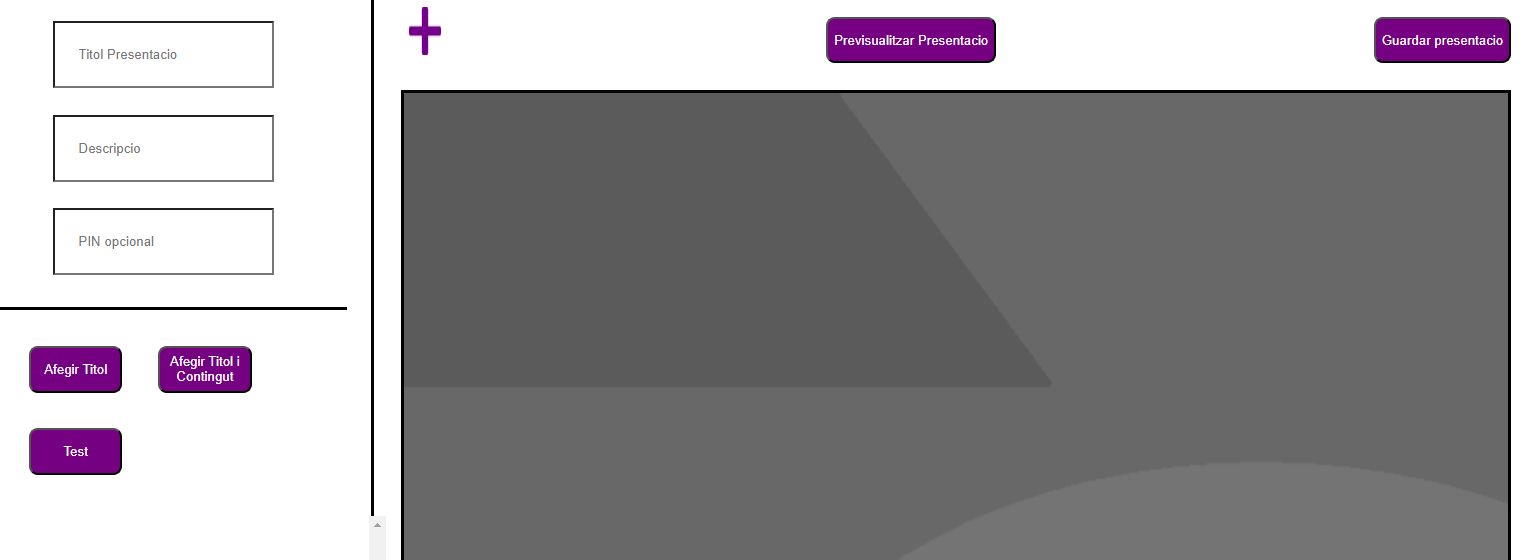 Titol Presentacio
Descripcio
PIN opcional
Afegir Titol
Afegir Titol i
Contingut
Test
Previsualitzar Presentacio
Guardar presentacio